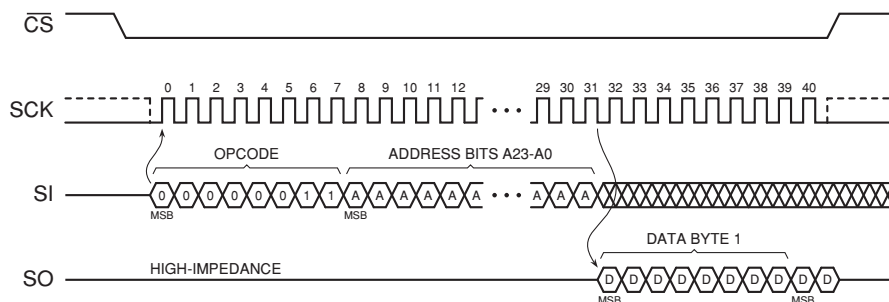 CS
SCK
0 1 2 3 4 5 6 7 8 9 10 11 12 29 30 31 32 33 34 35 36 37 38 39 40
OPCODE ADDRESS BITS A23-A0
SI
0 0 0 0 0 0 1 1 A A A A A A A A A
MSB MSB
DATA BYTE 1
SO
HIGH-IMPEDANCE
D D D D D D D D D D
MSB MSB